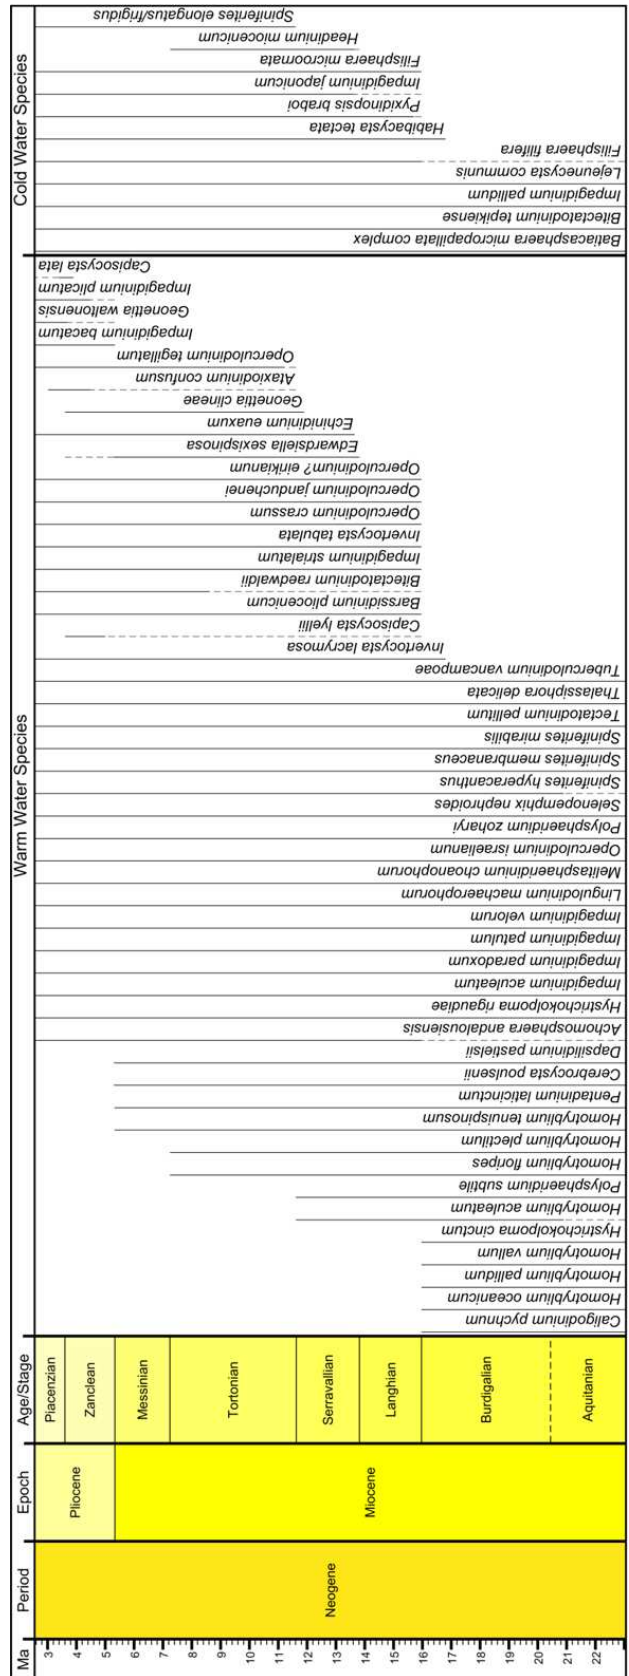 Ma
Period
Epoch
Age/Stage
Warm Water Species
Cold Water Species
3
4
5
6
7
8
9
10
11
12
13
14
15
16
17
18
19
20
21
22
Neogene
Pliocene
Miocene
Piacenzian
Zanclean
Messinian
Tortonian
Serravallian
Langhian
Burdigalian
Aquitanian
Caligodinium pychnum
Homotryblium oceanicum
Homotryblium pallidum
Homotryblium vallum
Hystrichokolpoma cinctum
Homotryblium aculeatum
Polysphaeridium subtile
Homotryblium floripes
Homotryblium plectilum
Homotryblium tenuispinosum
Pentadinium laticinctum
Cerebrocysta poulsenii
Dapsilidinium pastielsii
Achomosphaera andalousiensis
Hystrichokolpoma rigaudiae
Impagidinium aculeatum
Impagidinium paradoxum
Impagidinium patulum
Impagidinium velorum
Lingulodinium machaerophorum
Melitasphaeridinium choanophorum
Operculodinium israelianum
Polysphaeridium zoharyi
Selenopemphix nephroides
Spiniferites hyperacanthus
Spiniferites membranaceus
Spiniferites mirabilis
Tectatodinium pellitum
Thalassiphora delicata
Tuberculodinium vancampoae
Invertocysta lacrymosa
Capisocysta lyellii
Barssidinium pliocenicum
Bitectatodinium raedwaldii
Impagidinium strialatum
Invertocysta tabulata
Operculodinium crassum
Operculodinium janduchenei
Operculodinium? eirikianum
Edwardsiella sexispinosa
Echinidinium euaxum
Geonettia clineae
Ataxiodinium confusum
Operculodinium tegillatum
Impagidinium bacatum
Geonettia waltonensis
Impagidinium plicatum
Capisocysta lata
Batiacasphaera micropapillata complex
Bitectatodinium tepikiense
Impagidinium pallidum
Lejeunecysta communis
Filisphaera filifera
Habibacysta tectata
Pyxidinopsis braboi
Impagidinium japonicum
Filisphaera microornata
Headinium miocenicum
Spiniferites elongatus/frigidus